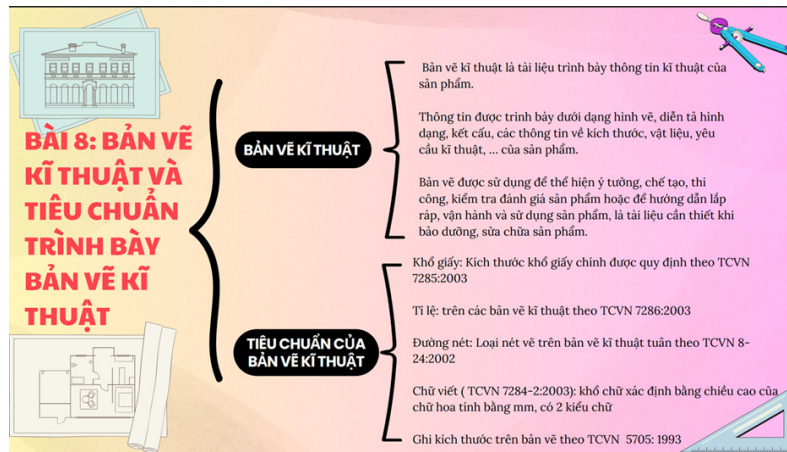 BÀI 8: BẢN VẼ
KĨ THUẬT VÀ
TIÊU CHUẨN
TRÌNH BÀY
BẢN VẼ KĨ
THUẬT
BẢN VẼ KĨ THUẬT
Bản vẽ kĩ thuật là tài liệu trình bày thông tin kĩ thuật của
sản phẩm.
Thông tin được trình bày dưới dạng hình vẽ, diễn tả hình
dạng, kết cấu, các thông tin về kích thước, vật liệu, yêu
cầu kĩ thuật, ... của sản phẩm.
Bản vẽ được sử dụng để thể hiện ý tưởng, chế tạo, thi
công, kiểm tra đánh giá sản phẩm hoặc để hướng dẫn lắp
ráp, vận hành và sử dụng sản phẩm, là tài liệu cần thiết khi
bảo dưỡng, sửa chữa sản phẩm.
TIÊU CHUẨN CỦA
BẢN VẼ KĨ THUẬT
Khổ giấy: Kích thước khổ giấy chính được quy định theo TCVN
7285:2003
Tỉ lệ: trên các bản vẽ kĩ thuật theo TCVN 7286:2003
Đường nét: Loại nét vẽ trên bản vẽ kĩ thuật tuân theo TCVN 8-
24:2002
Chữ viết ( TCVN 7284-2:2003): khổ chữ xác định bằng chiều cao của
chữ hoa tính bằng mm, có 2 kiểu chữ
Ghi kích thước trên bản vẽ theo TCVN 5705: 1993